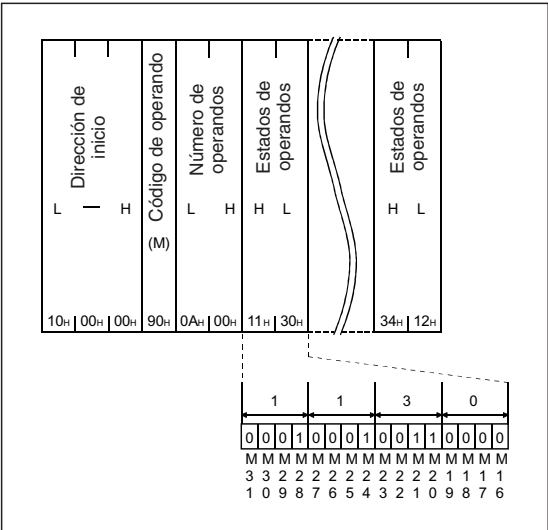 Dirección de inicio
Código de operando
Número de operandos
Estados de operandos
Estados de operandos
L — H (M) L H H L H L
10H 00H 00H 90H 0AH 00H 11H 30H 34H 12H
1 1 3 0
0 0 0 1 0 0 0 1 0 0 1 1 0 0 0 0
M M M M M M M M M M M M M M M M
3 3 2 2 2 2 2 2 2 2 2 2 1 1 1 1
1 0 9 8 7 6 5 4 3 2 1 0 9 8 7 6